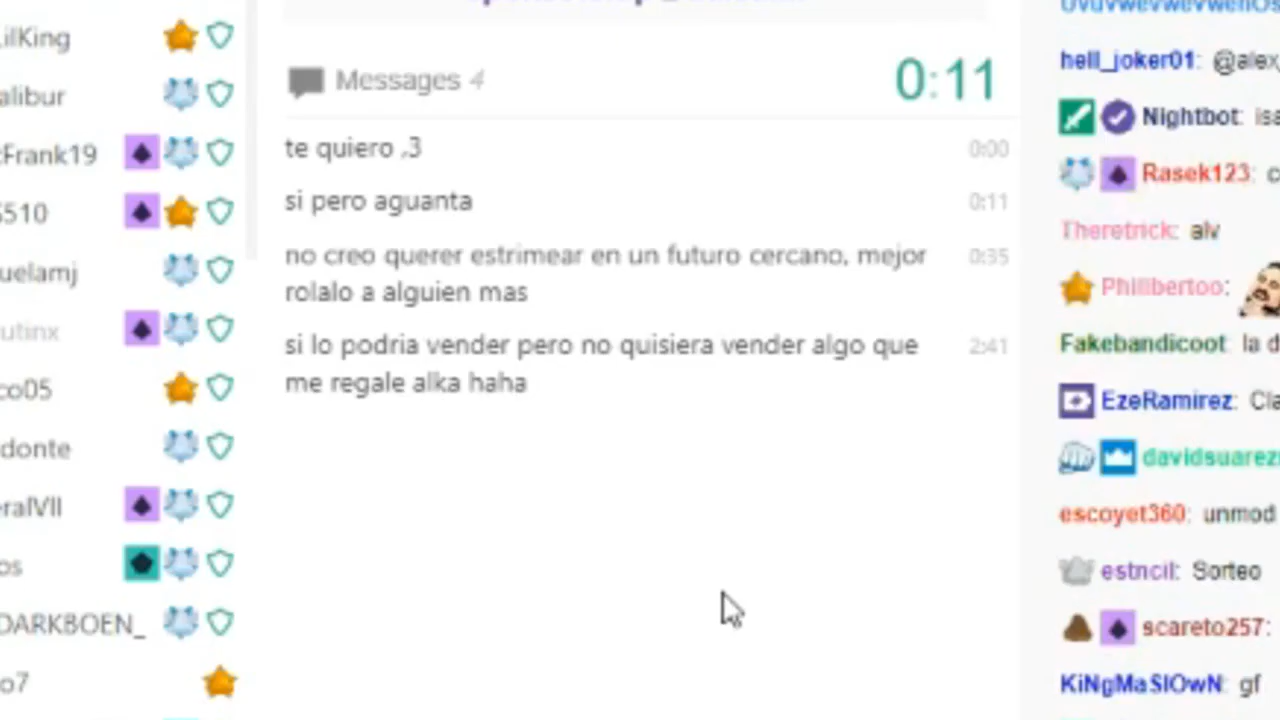 .ilKing
alibur
Frank19
510
uelamj
utinx
co05
donte
eralVII
os
DARKBOEN_
o7
Messages 4
0:11
te quiero ,3
0:00
si pero aguanta
0:11
no creo querer estrimear en un futuro cercano, mejor
0:35
rolalo a alguien mas
si lo podria vender pero no quisiera vender algo que
2:41
me regale alka haha
hell_joker01: @alex
Nightbot: isa
Rasek123: c
Theretrick: alv
Phillbertoo:
Fakebandicoot: la d
EzeRamirez: Cla
davidsuarez
escoyet360: unmod
estncil: Sorteo
scareto257:
KiNgMaSlOwN: gf